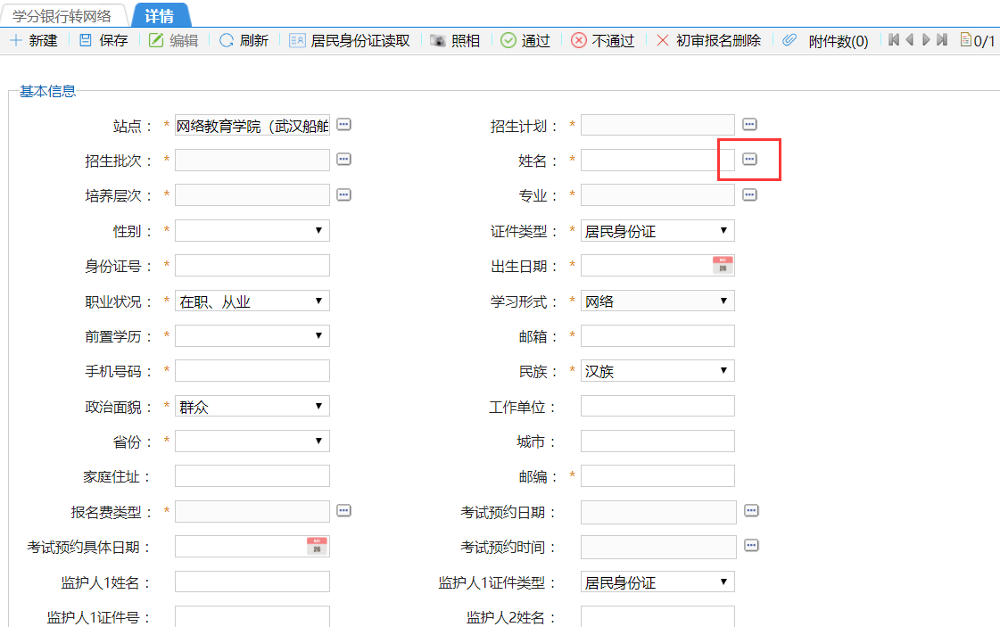 学分银行转网络 详情
新建 保存 编辑 刷新 居民身份证读取 照相 通过 不通过 初审报名删除 附件数(0) 0/1
基本信息
站点： * 网络教育学院（武汉船舶 招生计划： *
招生批次： * 姓名： *
培养层次： * 专业： *
性别： * 证件类型： * 居民身份证
身份证号： * 出生日期： *
职业状况： * 在职、从业 学习形式： * 网络
前置学历： * 邮箱： *
手机号码： * 民族： * 汉族
政治面貌： * 群众 工作单位：
省份： * 城市：
家庭住址： 邮编： *
报名费类型： * 考试预约日期：
考试预约具体日期： 考试预约时间：
监护人1姓名： 监护人1证件类型： 居民身份证
监护人1证件号： 监护人2姓名：